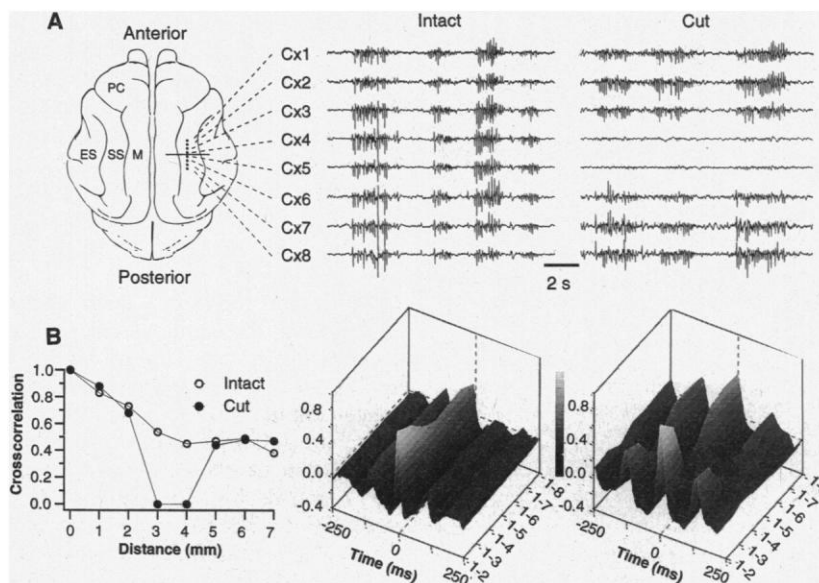 A
Anterior
PC
ES SS M
Posterior
Intact
Cut
Cx1
Cx2
Cx3
Cx4
Cx5
Cx6
Cx7
Cx8
2 s
B
Crosscorrelation
1.0
0.8
0.6
0.4
0.2
0.0
Intact
Cut
0 1 2 3 4 5 6 7
Distance (mm)
0.8
0.4
0.0
-0.4
-250 0 250
Time (ms)
1-2
1-3
1-4
1-5
1-6
1-7
1-8
0.8
0.4
0.0
-0.4
0.8
0.4
0.0
-0.4
-250 0 250
Time (ms)
1-2
1-3
1-4
1-5
1-6
1-7